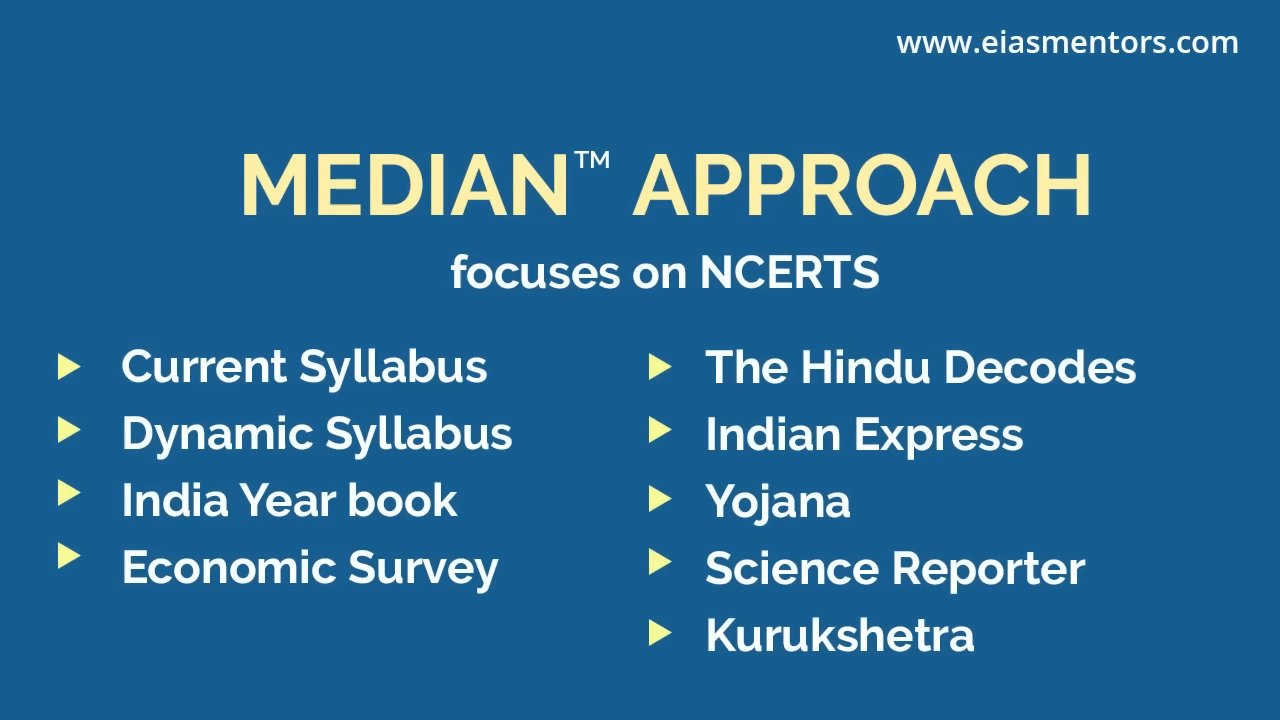 www.eiasmentors.com
MEDIAN™ APPROACH
focuses on NCERTS
Current Syllabus
Dynamic Syllabus
India Year book
Economic Survey
The Hindu Decodes
Indian Express
Yojana
Science Reporter
Kurukshetra